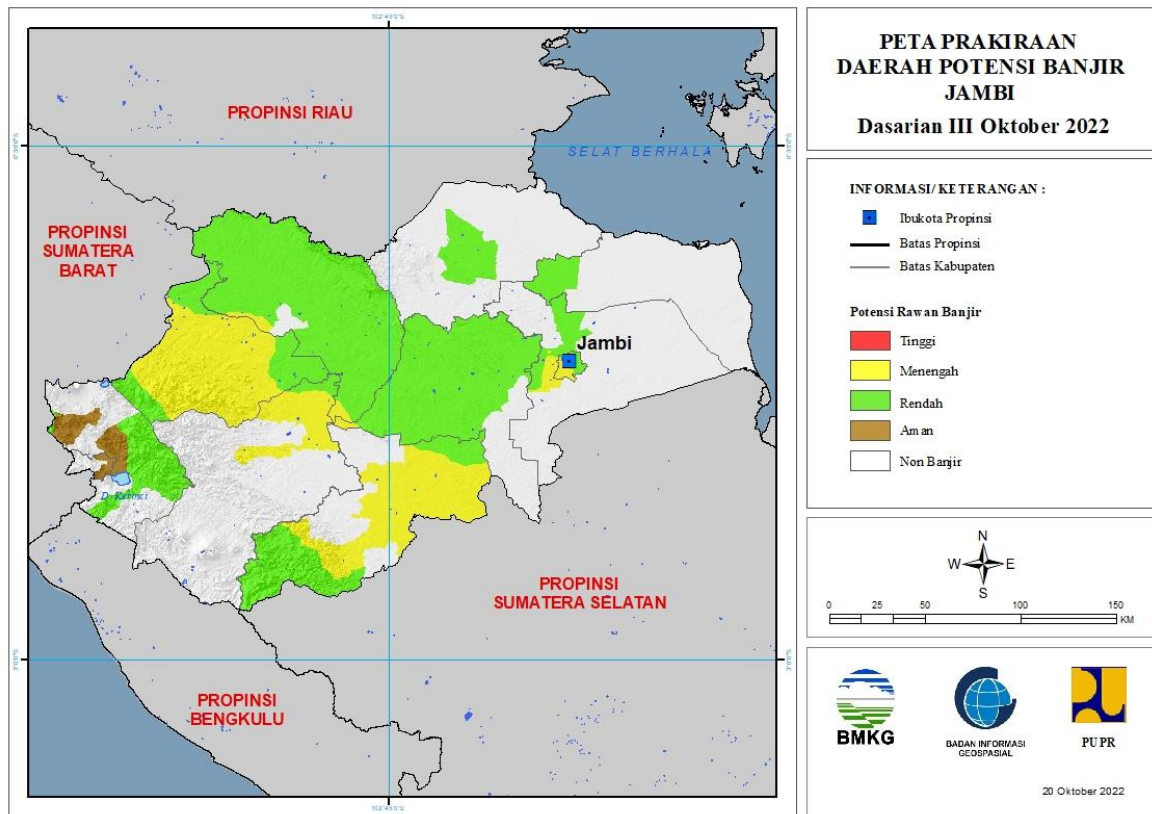 PETA PRAKIRAAN
DAERAH POTENSI BANJIR
JAMBI
Dasarian III Oktober 2022
INFORMASI/ KETERANGAN :
Ibukota Propinsi
Batas Propinsi
Batas Kabupaten
Potensi Rawan Banjir
Tinggi
Menengah
Rendah
Aman
Non Banjir
N
W E
S
0 25 50 100 150
KM
BMKG
BADAN INFORMASI
GEOSPASIAL
PUPR
20 Oktober 2022
PROPINSI RIAU
SELAT BERHALA
PROPINSI
SUMATERA
BARAT
Jambi
D. Kerinci
PROPINSI
SUMATERA SELATAN
PROPINSI
BENGKULU